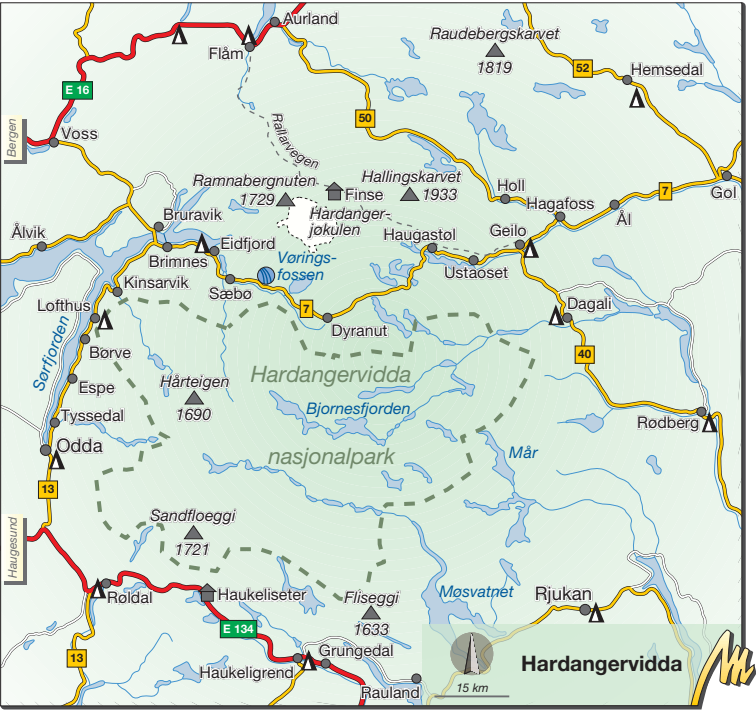 Aurland
Flåm
Raudebergskarvet
1819
52
Hemsedal
E 16
50
Bergen
Voss
Rallarvegen
Ramnabergnuten
1729
Finse
Hallingskarvet
1933
Holl
7
Gol
Hagafoss
Ål
Hardanger-
jøkulen
Bruravik
Ålvik
Eidfjord
Brimnes
Haugastøl
Geilo
Ustaoset
Vørings-
fossen
Kinsarvik
Sæbø
Lofthus
7
Dyranut
Dagali
Sørfjorden
Børve
40
Hardangervidda
Hårteigen
1690
Espe
Bjornesfjorden
Tyssedal
Rødberg
Odda
nasjonalpark
Mår
13
Sandfloeggi
1721
Haugesund
Røldal
Haukeliseter
Fliseggi
1633
Møsvatnet
Rjukan
E 134
13
Haukeligrend
Grungedal
Rauland
15 km
Hardangervidda